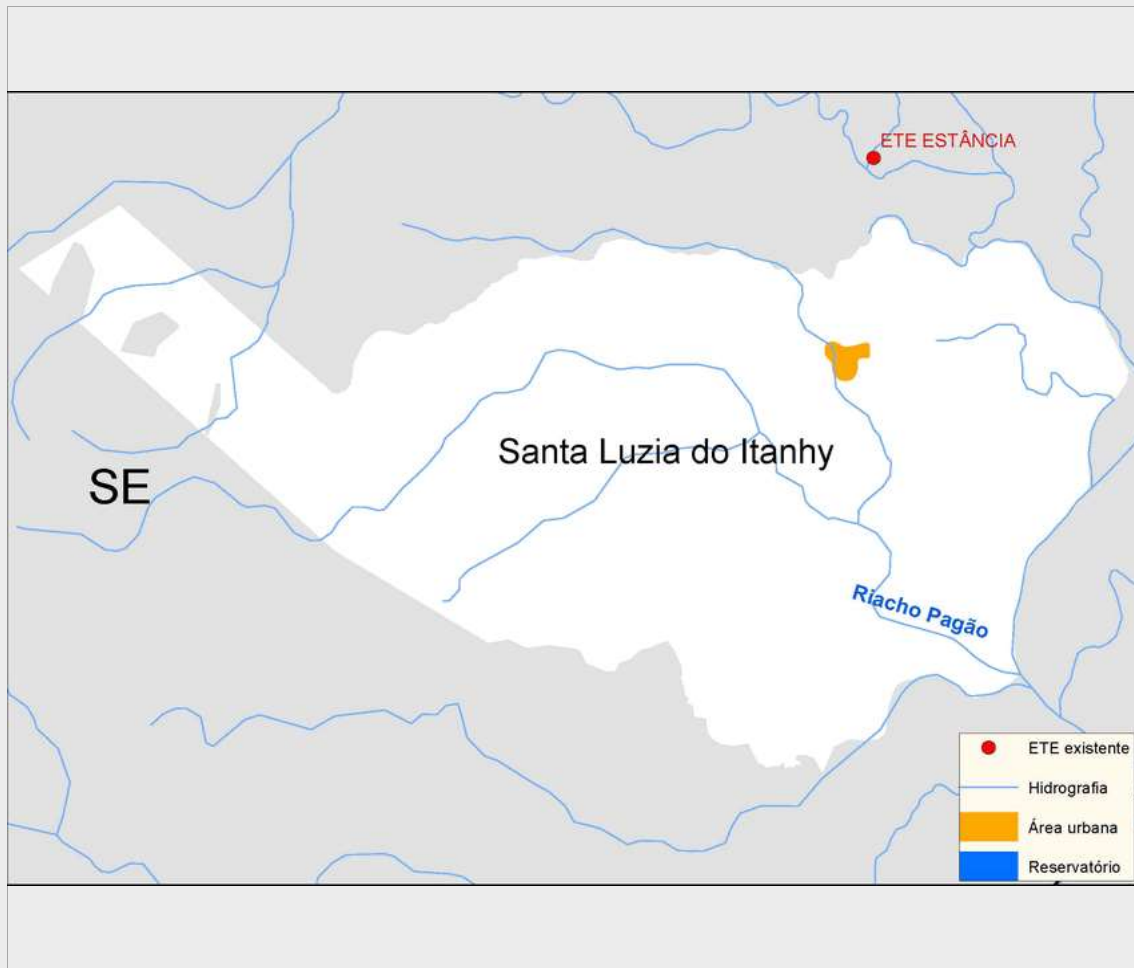 ETE ESTÂNCIA
Santa Luzia do Itanhy
SE
Riacho Pagão
ETE existente
Hidrografia
Área urbana
Reservatório